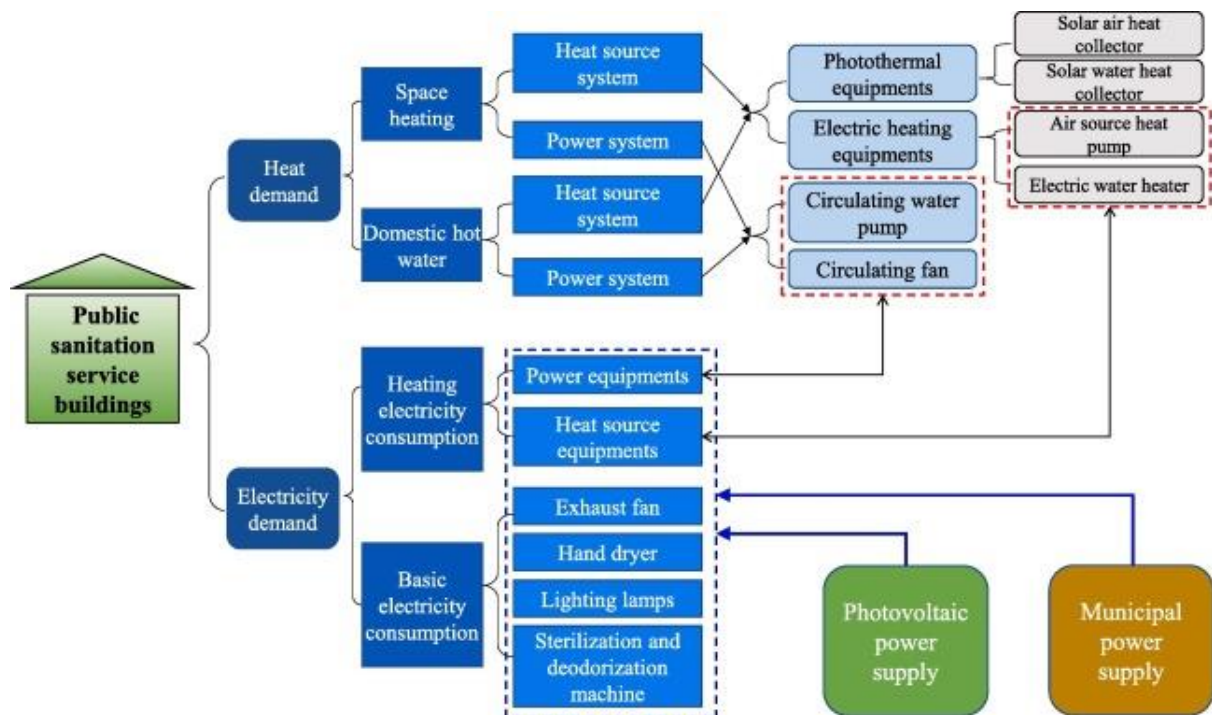 Public
sanitation
service
buildings
Heat
demand
Electricity
demand
Space
heating
Domestic hot
water
Heating
electricity
consumption
Basic
electricity
consumption
Heat source
system
Power system
Heat source
system
Power system
Power equipments
Heat source
equipments
Exhaust fan
Hand dryer
Lighting lamps
Sterilization and
deodorization
machine
Photothermal
equipments
Electric heating
equipments
Circulating water
pump
Circulating fan
Solar air heat
collector
Solar water heat
collector
Air source heat
pump
Electric water heater
Photovoltaic
power
supply
Municipal
power
supply